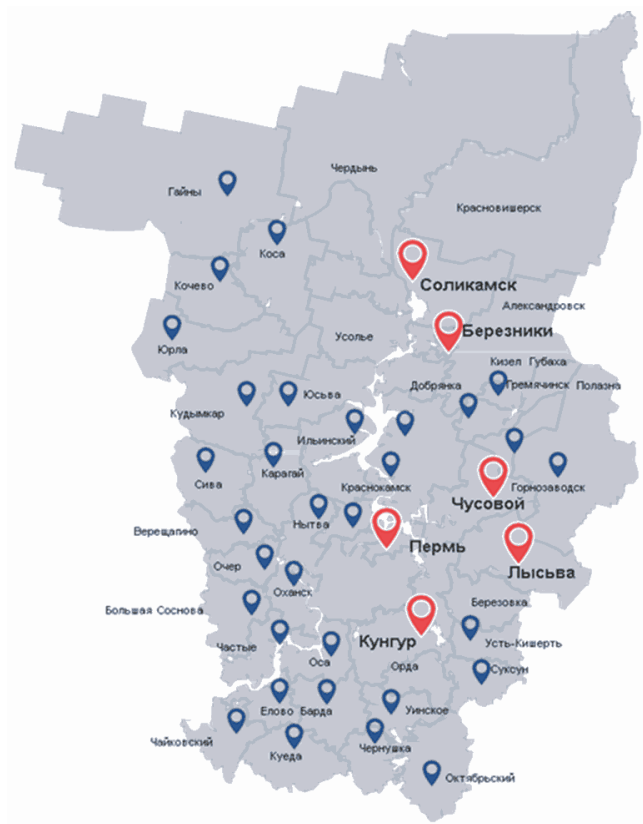 Чердынь
Гайны
Красновишерск
Коса
Кочево
Соликамск
Александровск
Березники
Усолье
Юрла
Кизел Губаха
Добрянка
Гремячинск
Полазна
Юсьва
Кудымкар
Ильинский
Карагай
Сива
Краснокамск
Горнозаводск
Чусовой
Нытва
Верещагино
Пермь
Очер
Лысьва
Оханск
Березовка
Большая Соснова
Кунгур
Усть-Кишерть
Частые
Оса
Орда
Суксун
Елово
Барда
Уинское
Чайковский
Чернушка
Куеда
Октябрьский